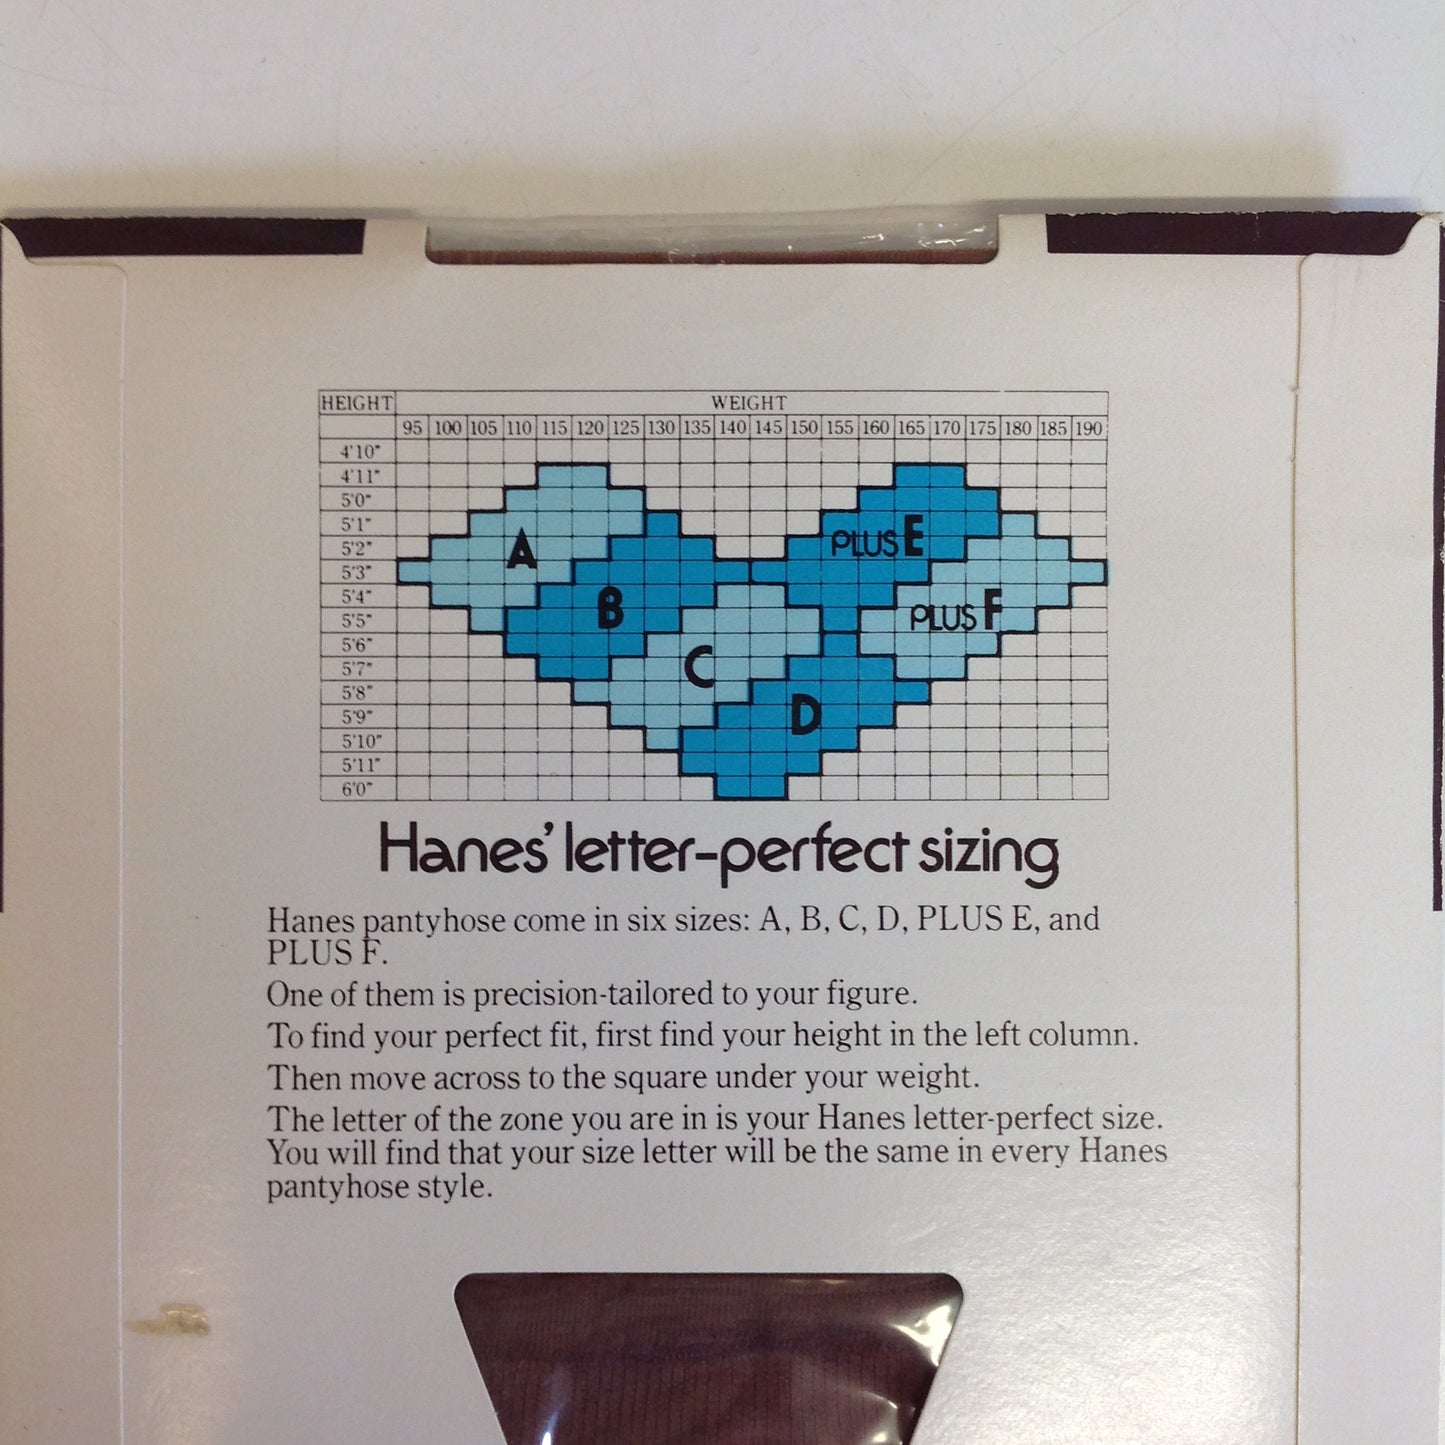 HEIGHT WEIGHT
95 100 105 110 115 120 125 130 135 140 145 150 155 160 165 170 175 180 185 190
4'10"
4'11"
5'0"
5'1"
5'2" A PLUS E
5'3"
5'4" B
5'5" PLUS F
5'6"
5'7" C
5'8"
5'9" D
5'10"
5'11"
6'0"
Hanes' letter-perfect sizing
Hanes pantyhose come in six sizes: A, B, C, D, PLUS E, and
PLUS F.
One of them is precision-tailored to your figure.
To find your perfect fit, first find your height in the left column.
Then move across to the square under your weight.
The letter of the zone you are in is your Hanes letter-perfect size.
You will find that your size letter will be the same in every Hanes
pantyhose style.